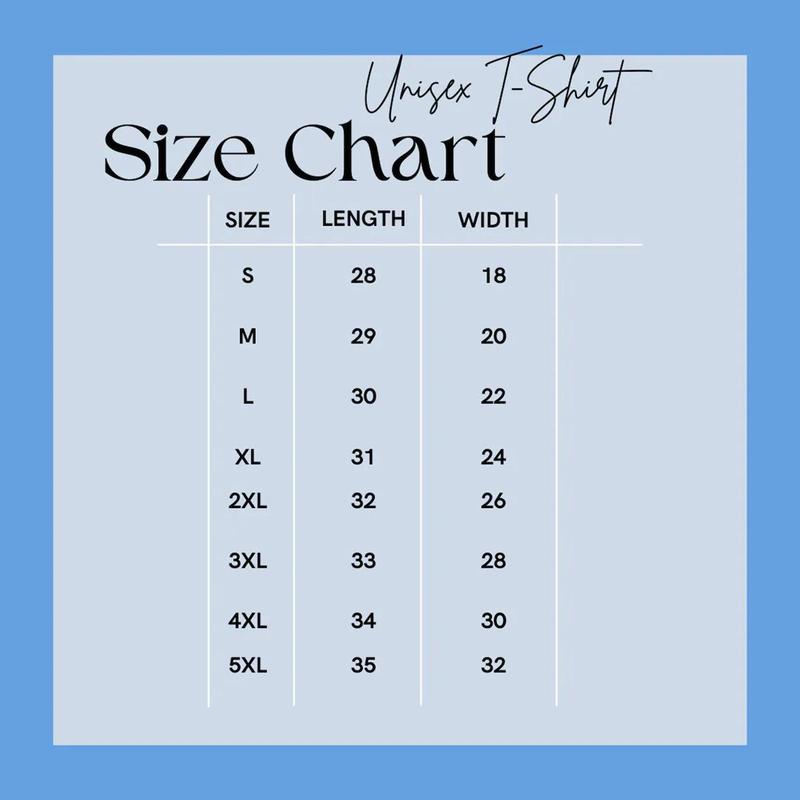 Unisex T-Shirt
Size Chart
SIZE LENGTH WIDTH
S 28 18
M 29 20
L 30 22
XL 31 24
2XL 32 26
3XL 33 28
4XL 34 30
5XL 35 32